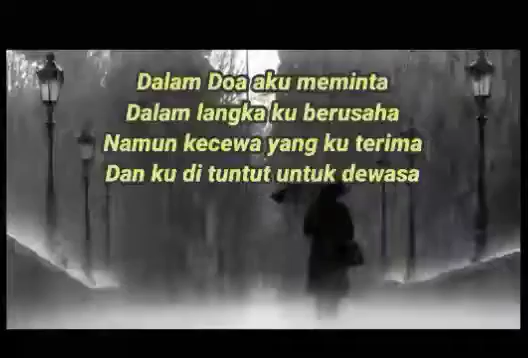 Dalam Doa aku meminta
Dalam langka ku berusaha
Namun kecewa yang ku terima
Dan ku di tuntut untuk dewasa